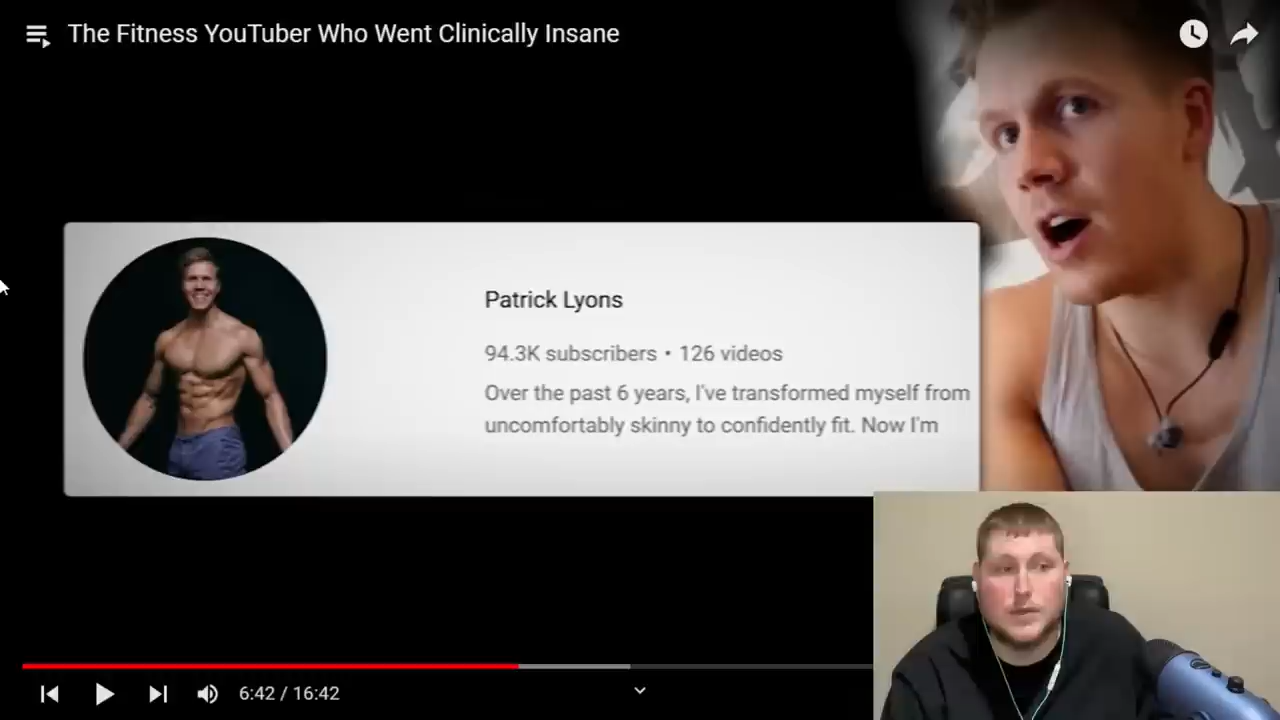 The Fitness YouTuber Who Went Clinically Insane
Patrick Lyons
94.3K subscribers • 126 videos
Over the past 6 years, I've transformed myself from
uncomfortably skinny to confidently fit. Now I'm
6:42 / 16:42